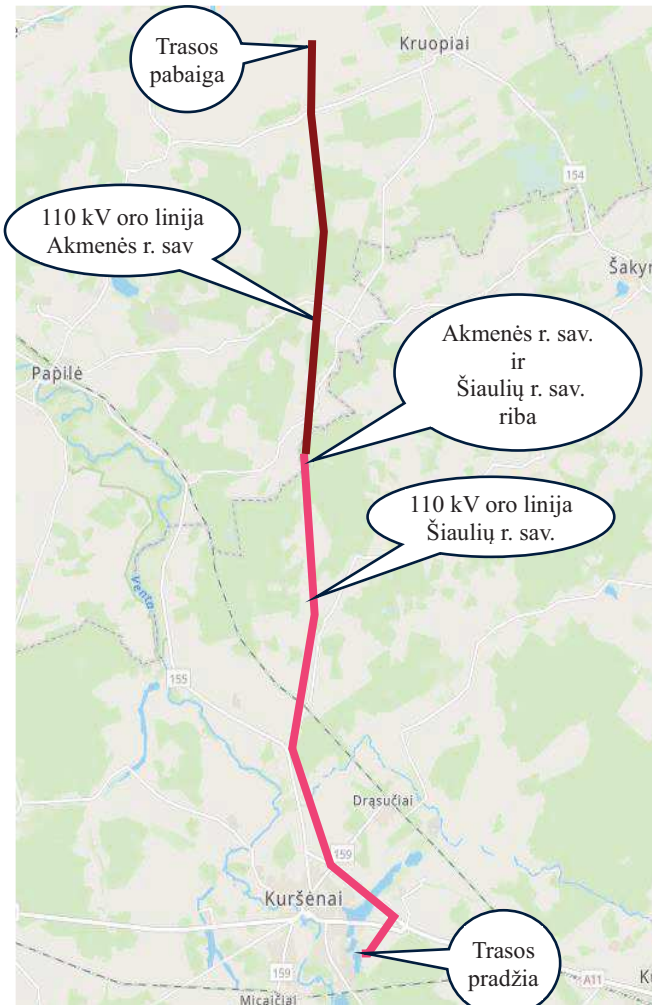 Trasos
pabaiga
Kruopiai
154
110 kV oro linija
Akmenės r. sav
Šakyn
Akmenės r. sav.
ir
Šiaulių r. sav.
riba
Papilė
110 kV oro linija
Šiaulių r. sav.
Venta
155
Drąsučiai
159
Kuršėnai
Trasos
pradžia
159
A11
Micaičiai